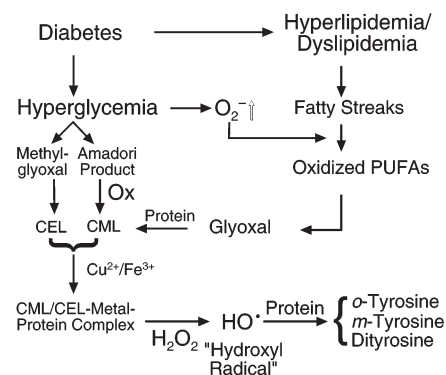 Diabetes
Hyperlipidemia/
Dyslipidemia
Hyperglycemia
O₂⁻⇧
Fatty Streaks
Methyl-
glyoxal
Amadori
Product
Ox
Oxidized PUFAs
CEL
CML
Protein
Glyoxal
Cu²⁺/Fe³⁺
CML/CEL-Metal-
Protein Complex
H₂O₂
HO•
"Hydroxyl
Radical"
Protein
o-Tyrosine
m-Tyrosine
Dityrosine